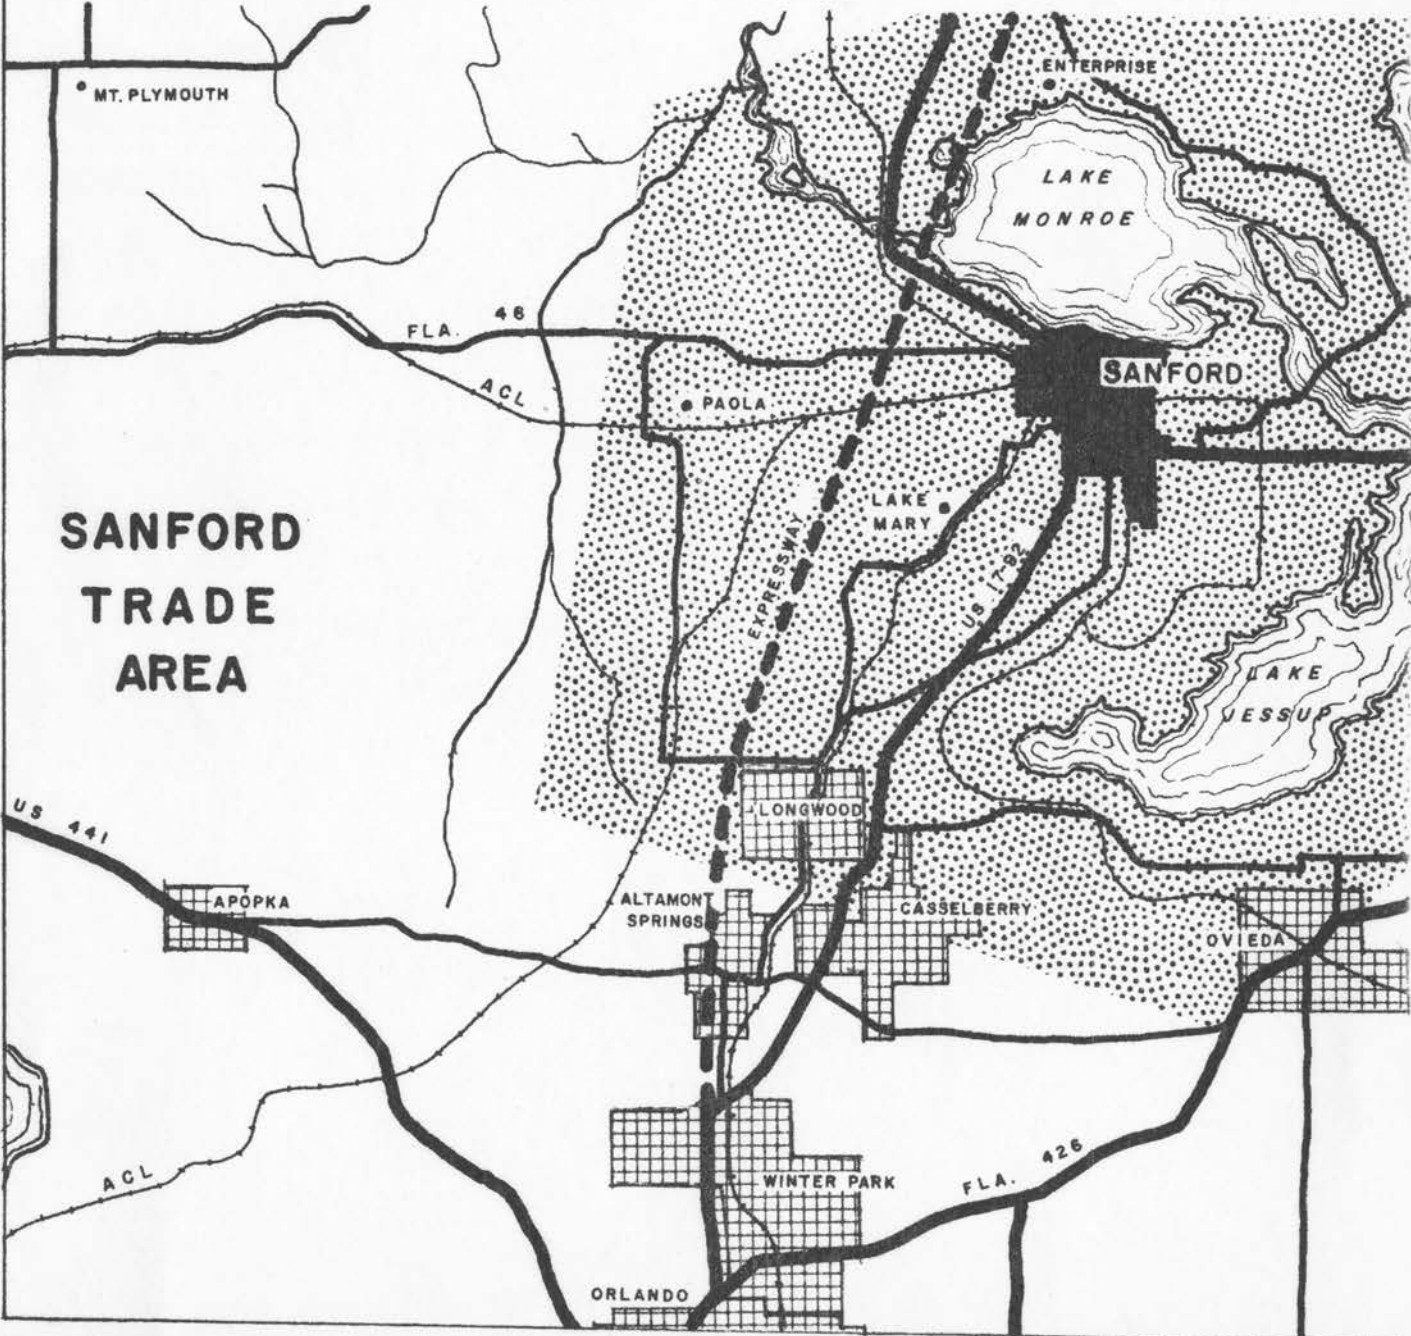 ENTERPRISE
MT. PLYMOUTH
LAKE
MONROE
FLA. 46
SANFORD
ACL
PAOLA
LAKE
MARY
SANFORD
TRADE
AREA
EXPRESSWAY
US 17-92
LAKE
JESSUP
US 441
LONGWOOD
APOPKA
ALTAMONT
SPRINGS
CASSELBERRY
OVIEDA
ACL
FLA. 426
WINTER PARK
ORLANDO